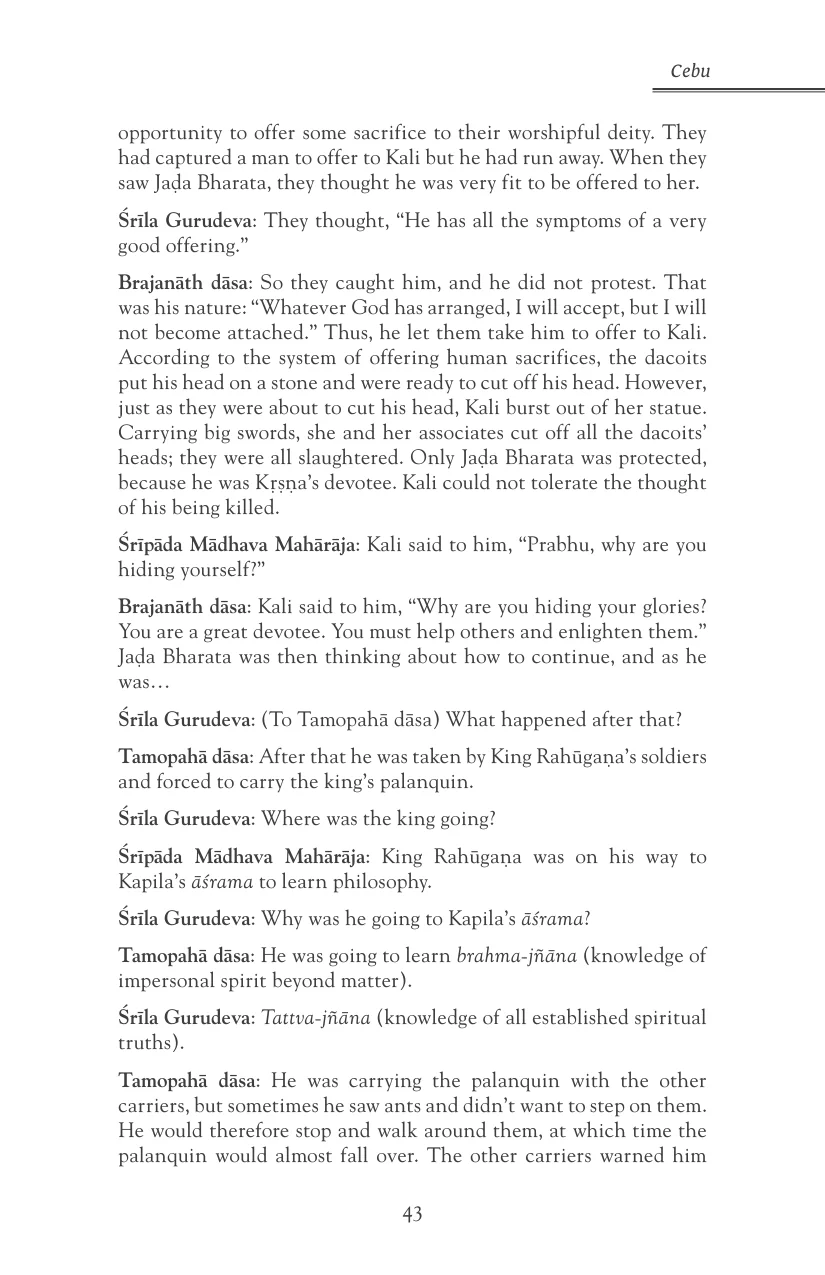 Cebu
opportunity to offer some sacrifice to their worshipful deity. They
had captured a man to offer to Kali but he had run away. When they
saw Jaḍa Bharata, they thought he was very fit to be offered to her.
Śrīla Gurudeva: They thought, “He has all the symptoms of a very
good offering.”
Brajanāth dāsa: So they caught him, and he did not protest. That
was his nature: “Whatever God has arranged, I will accept, but I will
not become attached.” Thus, he let them take him to offer to Kali.
According to the system of offering human sacrifices, the dacoits
put his head on a stone and were ready to cut off his head. However,
just as they were about to cut his head, Kali burst out of her statue.
Carrying big swords, she and her associates cut off all the dacoits’
heads; they were all slaughtered. Only Jaḍa Bharata was protected,
because he was Kṛṣṇa’s devotee. Kali could not tolerate the thought
of his being killed.
Śrīpāda Mādhava Mahārāja: Kali said to him, “Prabhu, why are you
hiding yourself?”
Brajanāth dāsa: Kali said to him, “Why are you hiding your glories?
You are a great devotee. You must help others and enlighten them.”
Jaḍa Bharata was then thinking about how to continue, and as he
was…
Śrīla Gurudeva: (To Tamopahā dāsa) What happened after that?
Tamopahā dāsa: After that he was taken by King Rahūgaṇa’s soldiers
and forced to carry the king’s palanquin.
Śrīla Gurudeva: Where was the king going?
Śrīpāda Mādhava Mahārāja: King Rahūgaṇa was on his way to
Kapila’s āśrama to learn philosophy.
Śrīla Gurudeva: Why was he going to Kapila’s āśrama?
Tamopahā dāsa: He was going to learn brahma-jñāna (knowledge of
impersonal spirit beyond matter).
Śrīla Gurudeva: Tattva-jñāna (knowledge of all established spiritual
truths).
Tamopahā dāsa: He was carrying the palanquin with the other
carriers, but sometimes he saw ants and didn’t want to step on them.
He would therefore stop and walk around them, at which time the
palanquin would almost fall over. The other carriers warned him
43